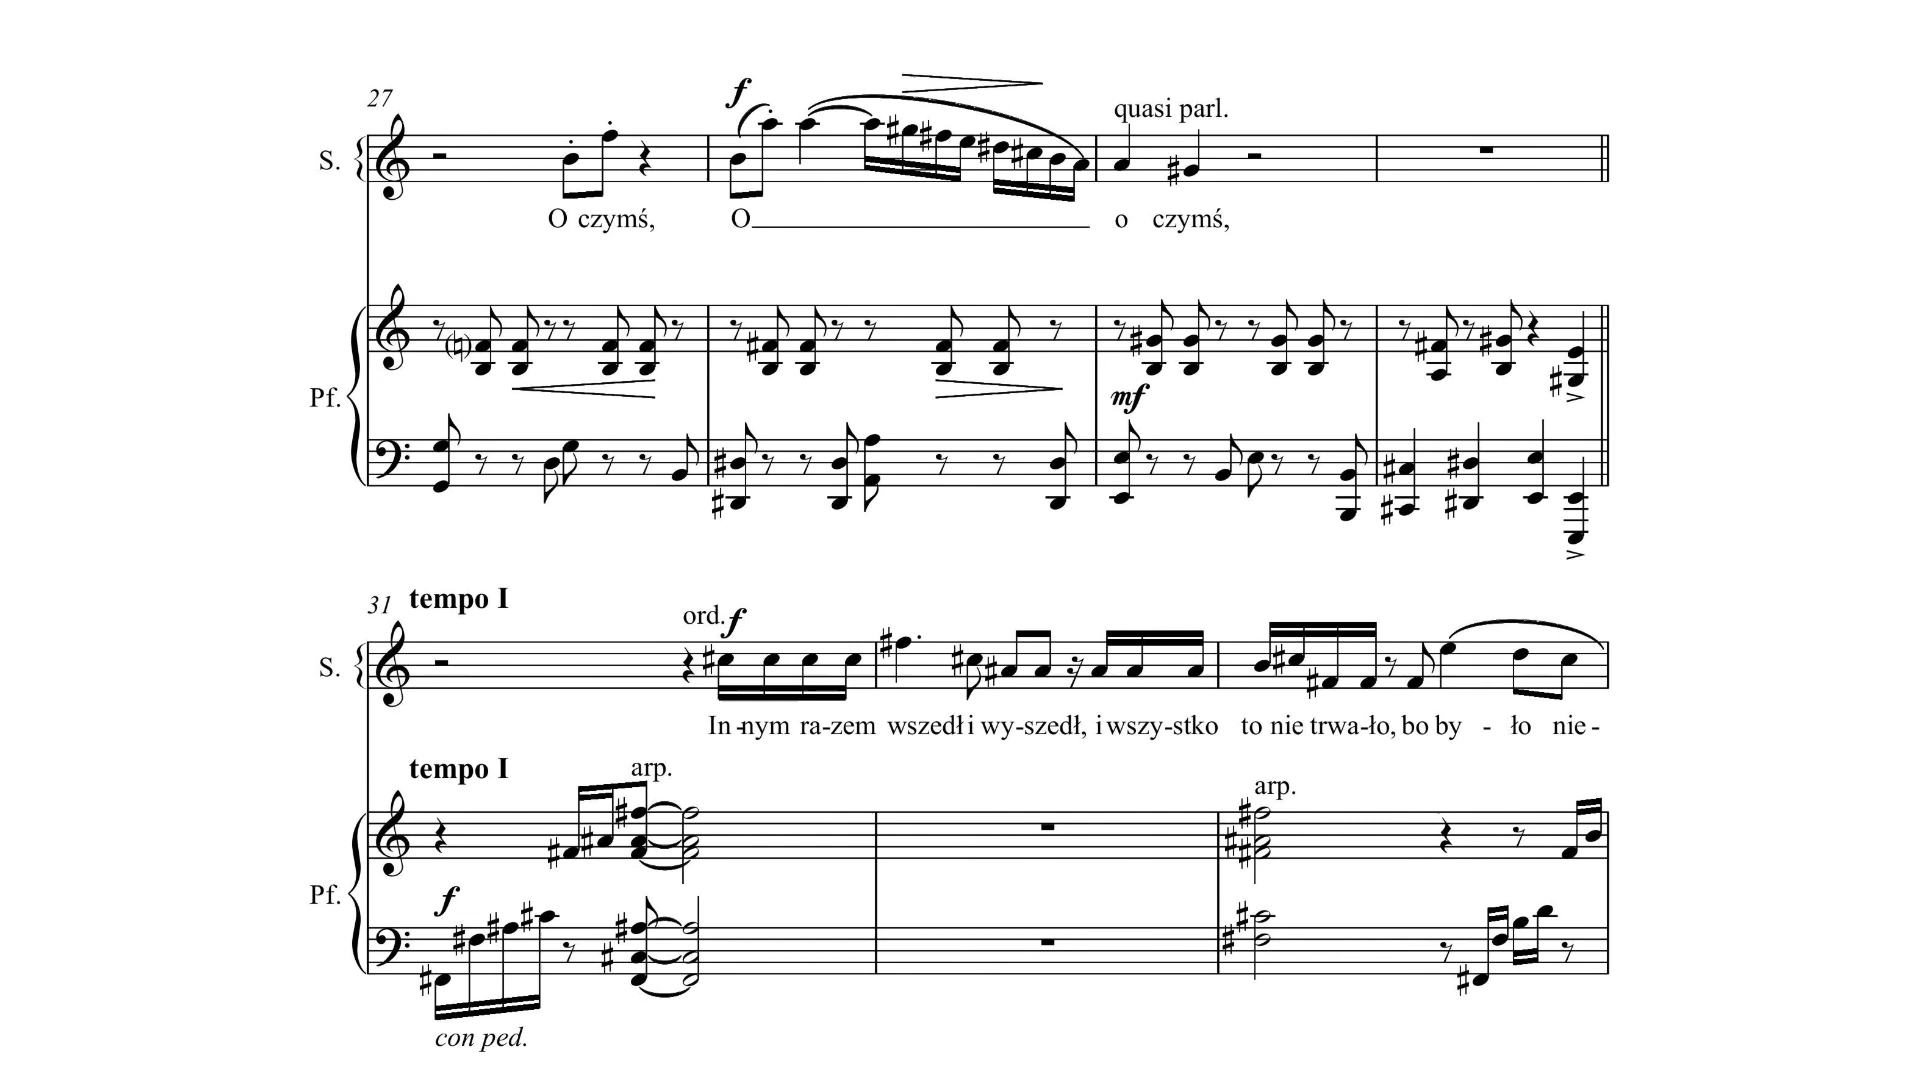 27
f
quasi parl.
S.
O czymś, O o czymś,
Pf.
mf
31 tempo I
ord. f
S.
In - nym ra - zem wszedł i wy - szedł, i wszy - stko to nie trwa - ło, bo by - ło nie -
tempo I
arp.
arp.
Pf.
f
con ped.